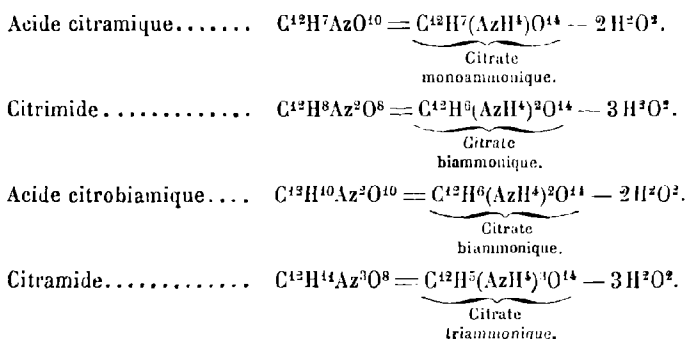 Acide citramique....... C¹²H⁷AzO¹⁰ = C¹²H⁷(AzH⁴)O¹⁴ — 2H²O².
Citrate
monoammonique.
Citrimide............. C¹²H⁸Az²O⁸ = C¹²H⁶(AzH⁴)²O¹⁴ — 3H²O².
Citrate
biammonique.
Acide citrobiamique.... C¹²H¹⁰Az²O¹⁰ = C¹²H⁶(AzH⁴)²O¹⁴ — 2H²O².
Citrate
biammonique.
Citramide............. C¹²H¹¹Az³O⁸ = C¹²H⁵(AzH⁴)³O¹⁴ — 3H²O².
Citrate
triammonique.